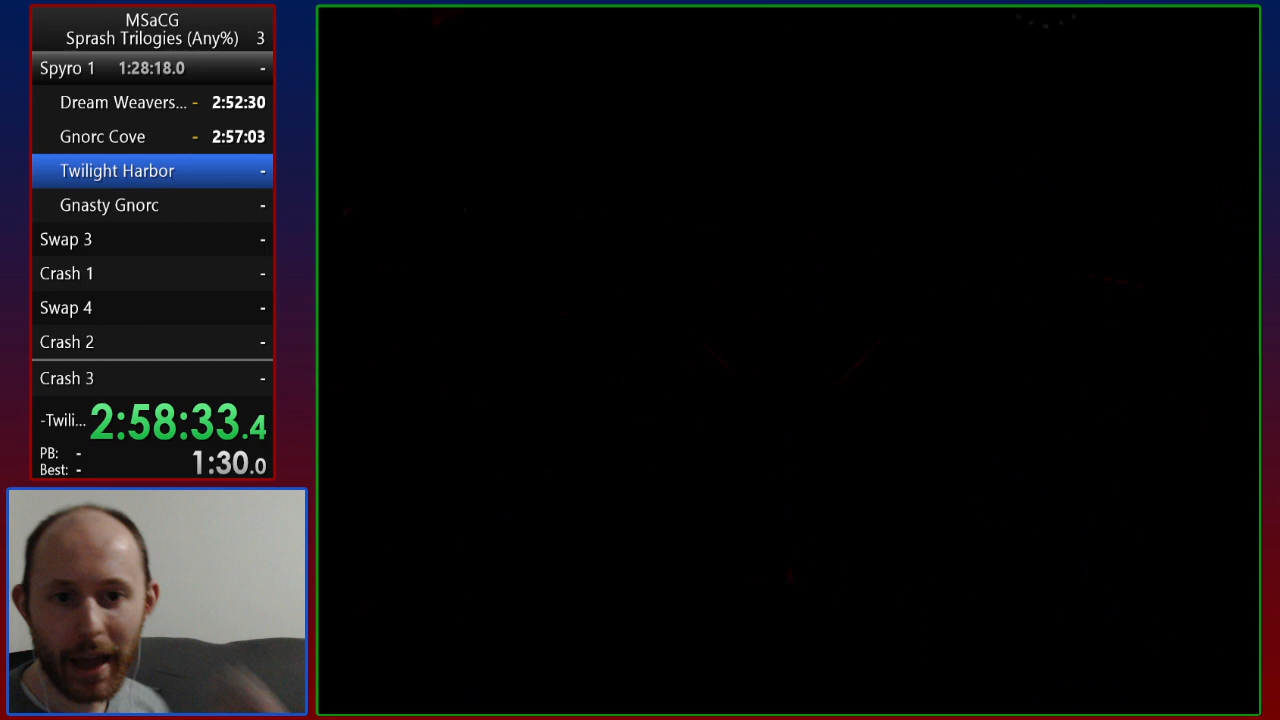 MSaCG
Sprash Trilogies (Any%) 3
Spyro 1 1:28:18.0 -
Dream Weavers... - 2:52:30
Gnorc Cove - 2:57:03
Twilight Harbor -
Gnasty Gnorc -
Swap 3 -
Crash 1 -
Swap 4 -
Crash 2 -
Crash 3 -
-Twili... 2:58:33.4
PB: - 1:30.0
Best: -